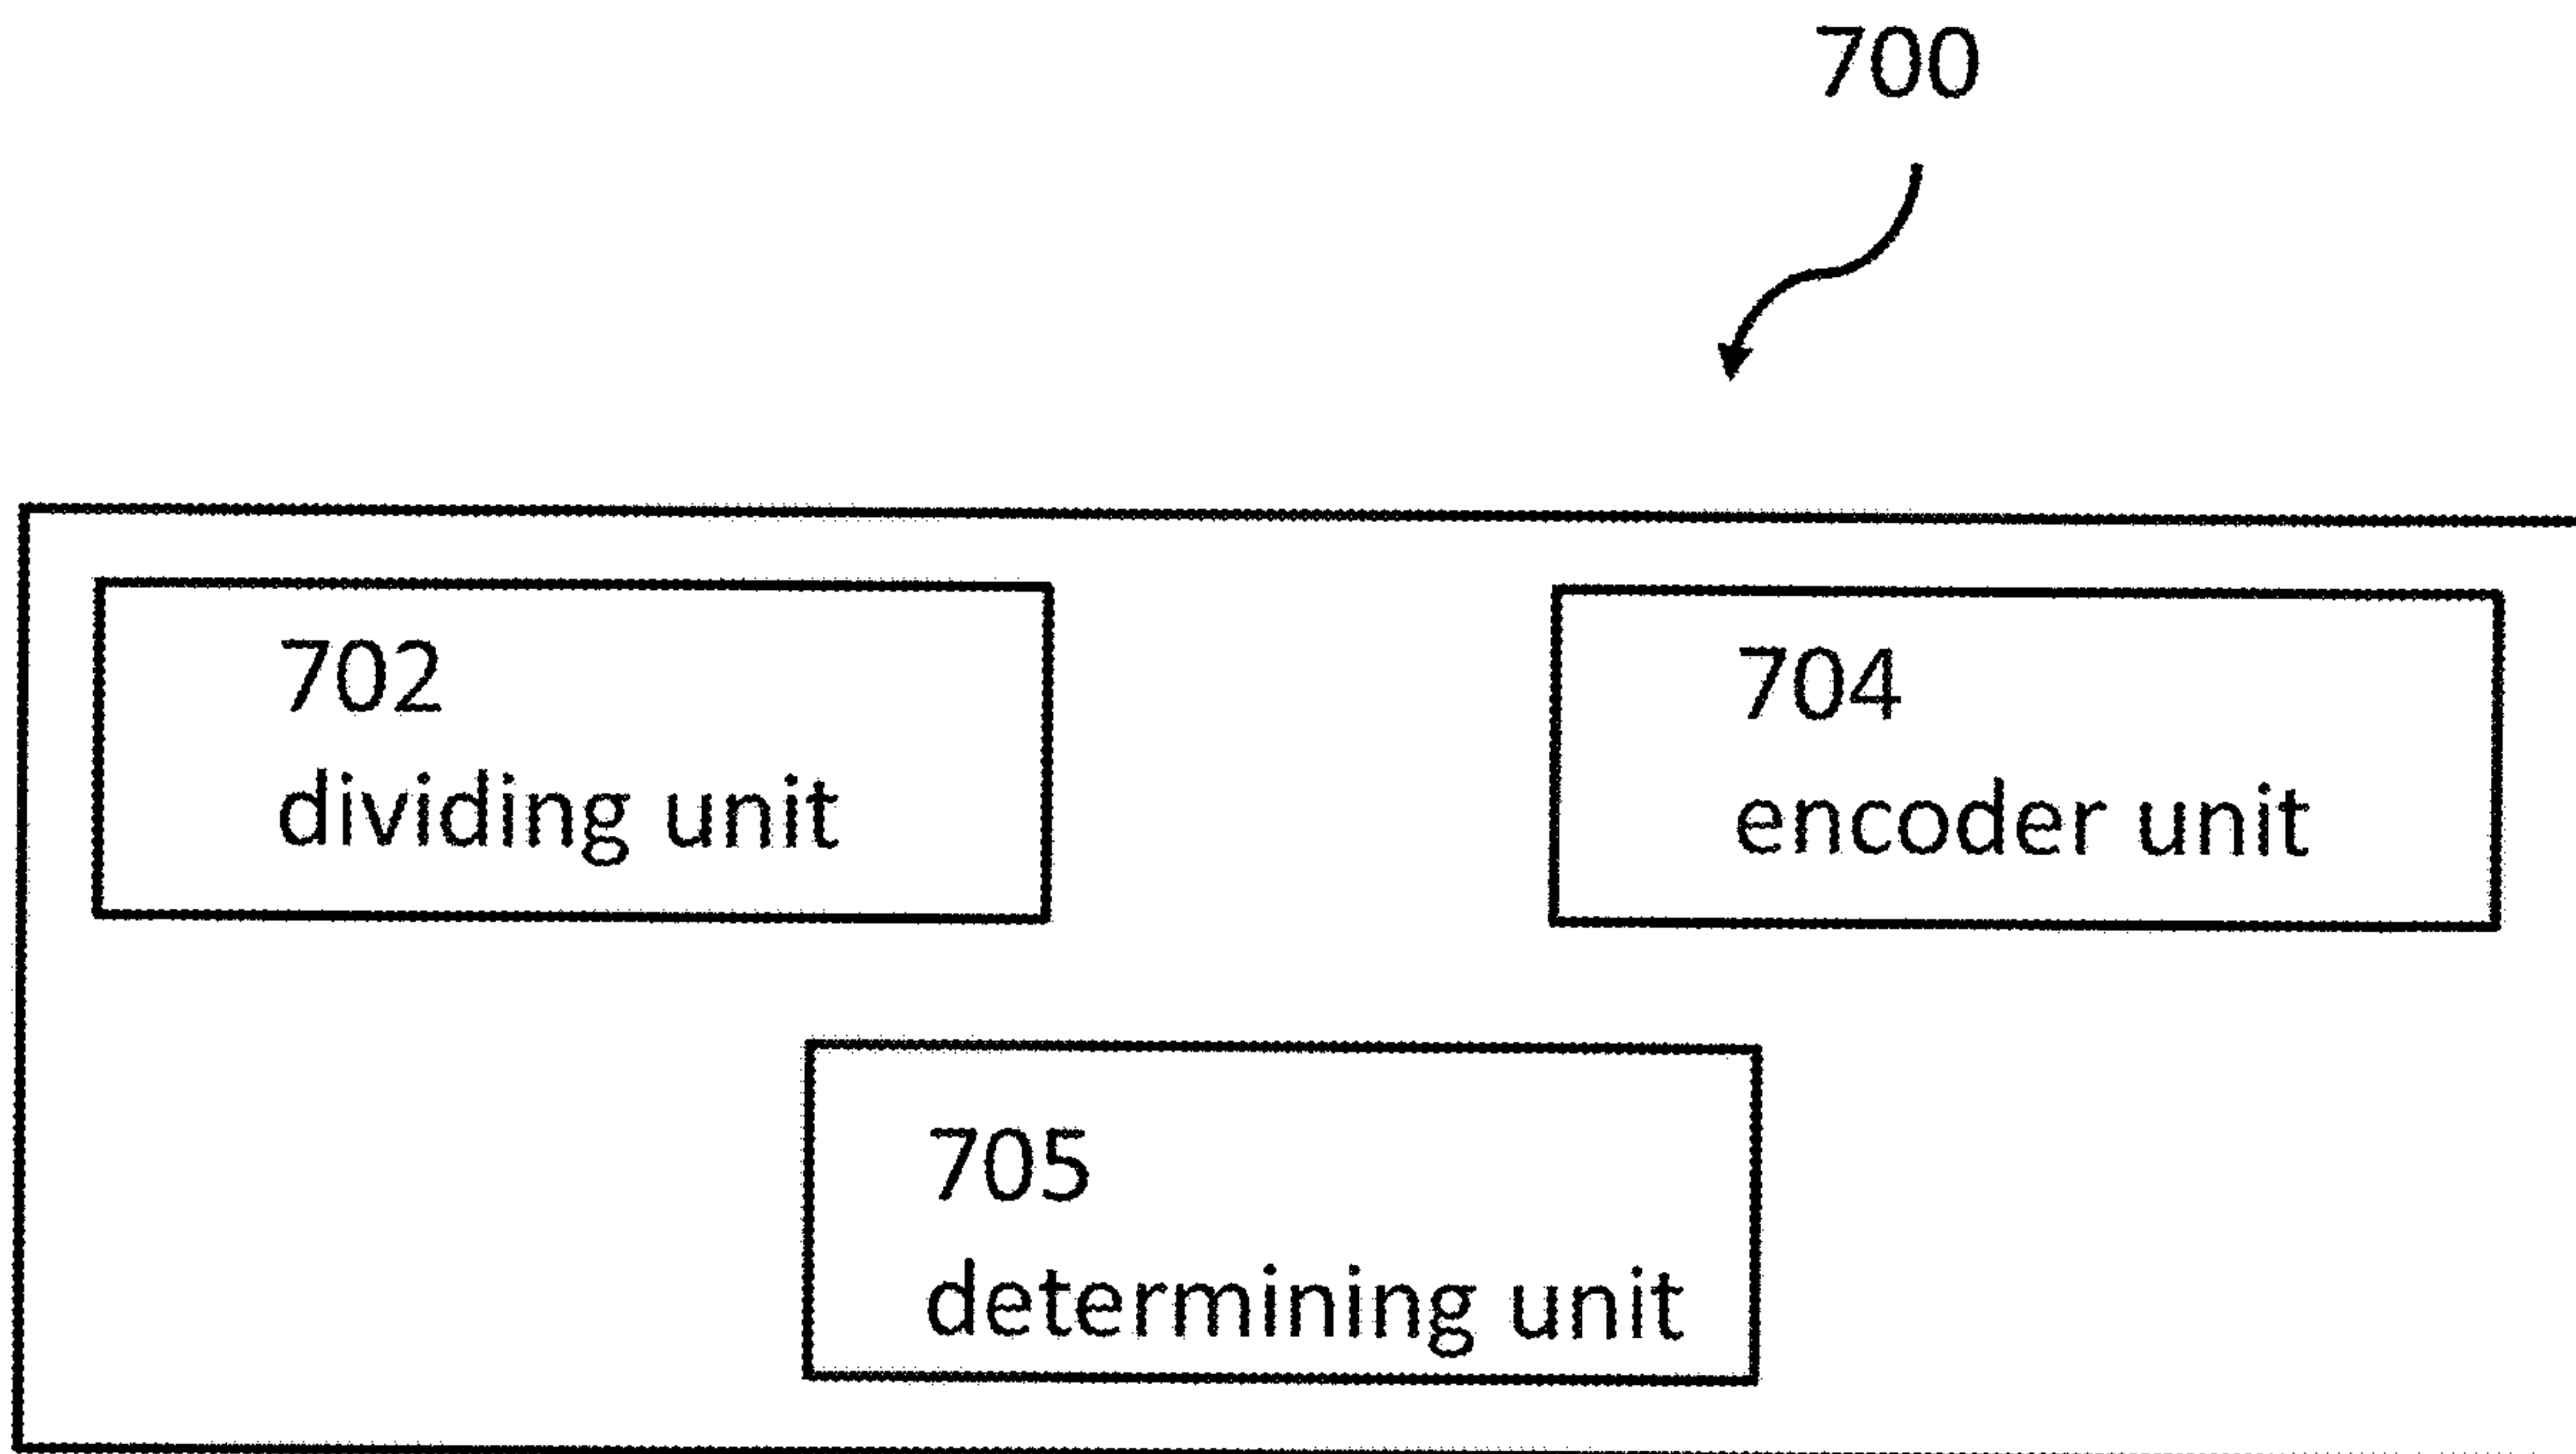 700
702
dividing unit
704
encoder unit
705
determining unit